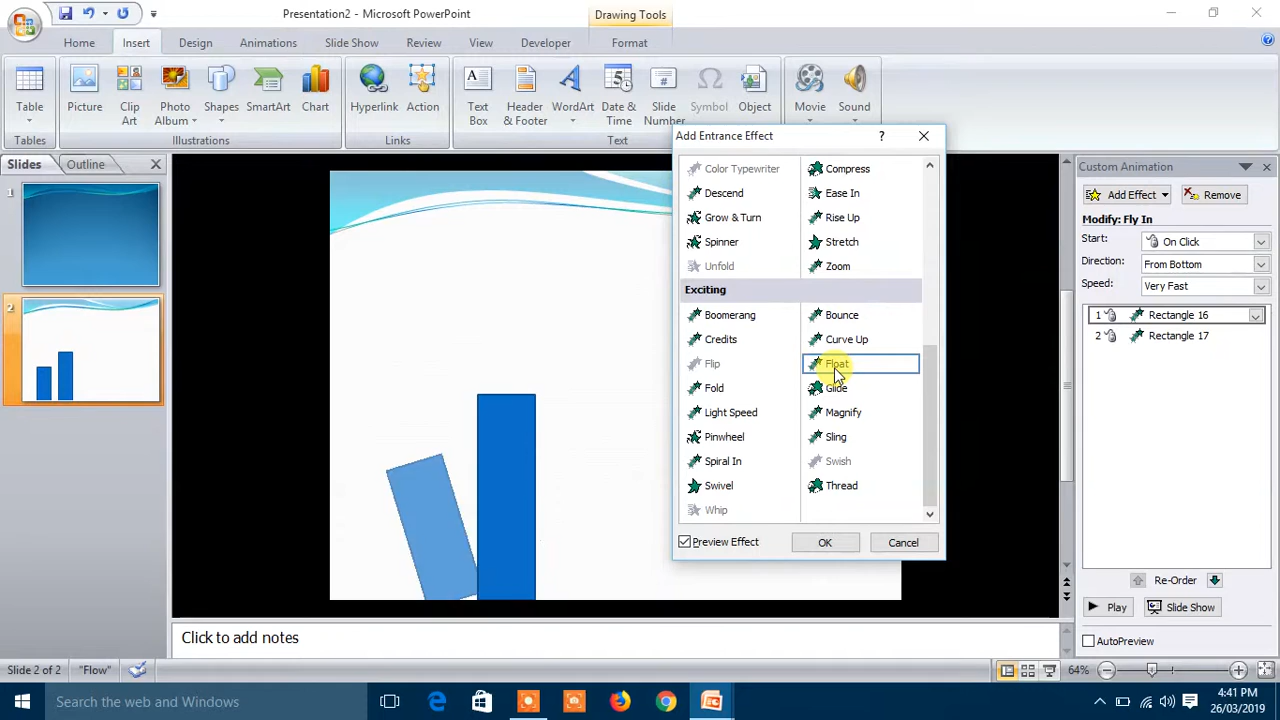 Presentation2 - Microsoft PowerPoint
Drawing Tools
Home
Insert
Design
Animations
Slide Show
Review
View
Developer
Format
Table
Picture
Clip Art
Photo Album
Shapes
SmartArt
Chart
Hyperlink
Action
Text Box
Header & Footer
WordArt
Date & Time
Slide Number
Symbol
Object
Movie
Sound
Tables
Illustrations
Links
Text
Slides
Outline
1
2
Add Entrance Effect
?
Color Typewriter
Compress
Descend
Ease In
Grow & Turn
Rise Up
Spinner
Stretch
Unfold
Zoom
Exciting
Boomerang
Bounce
Credits
Curve Up
Flip
Float
Fold
Glide
Light Speed
Magnify
Pinwheel
Sling
Spiral In
Swish
Swivel
Thread
Whip
Preview Effect
OK
Cancel
Custom Animation
Add Effect
Remove
Modify: Fly In
Start:
On Click
Direction:
From Bottom
Speed:
Very Fast
1 Rectangle 16
2 Rectangle 17
Re-Order
Play
Slide Show
AutoPreview
Click to add notes
Slide 2 of 2
"Flow"
64%
Search the web and Windows
4:41 PM
26/03/2019